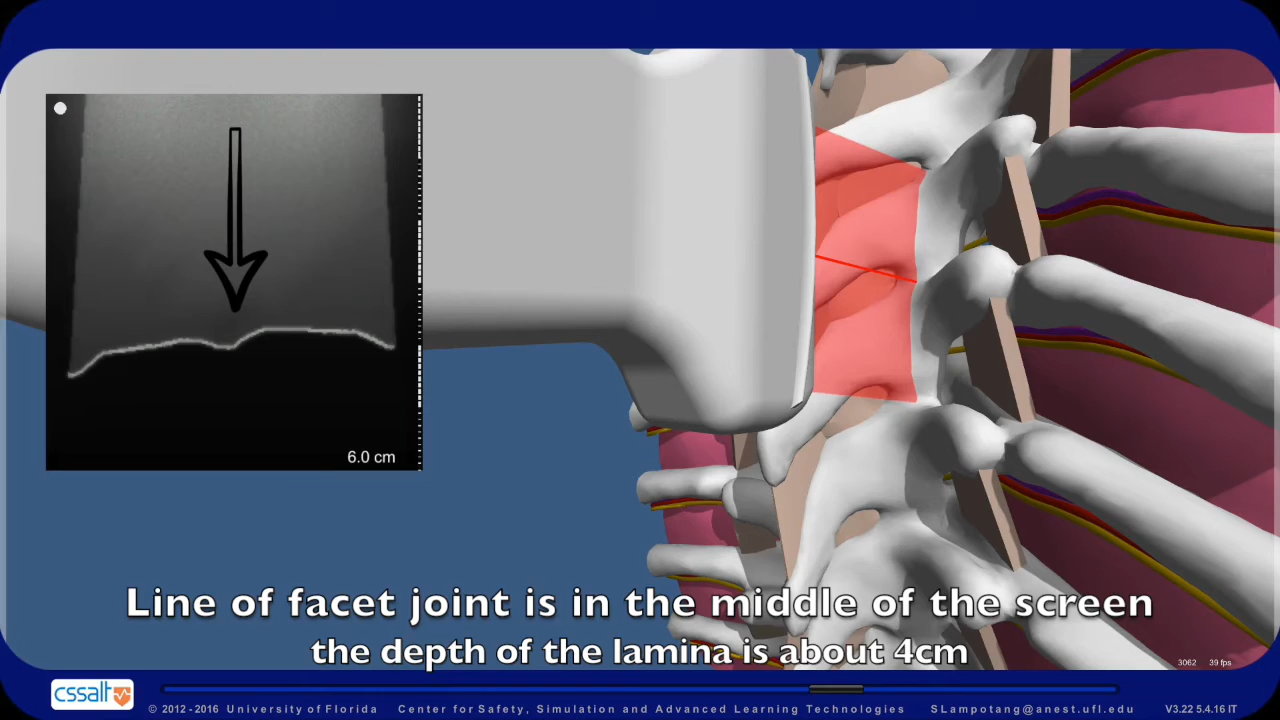 6.0 cm
Line of facet joint is in the middle of the screen
the depth of the lamina is about 4cm
3062 39 fps
cssalt
© 2012 - 2016 University of Florida Center for Safety, Simulation and Advanced Learning Technologies SLampotang@anest.ufl.edu V3.22 5.4.16 IT